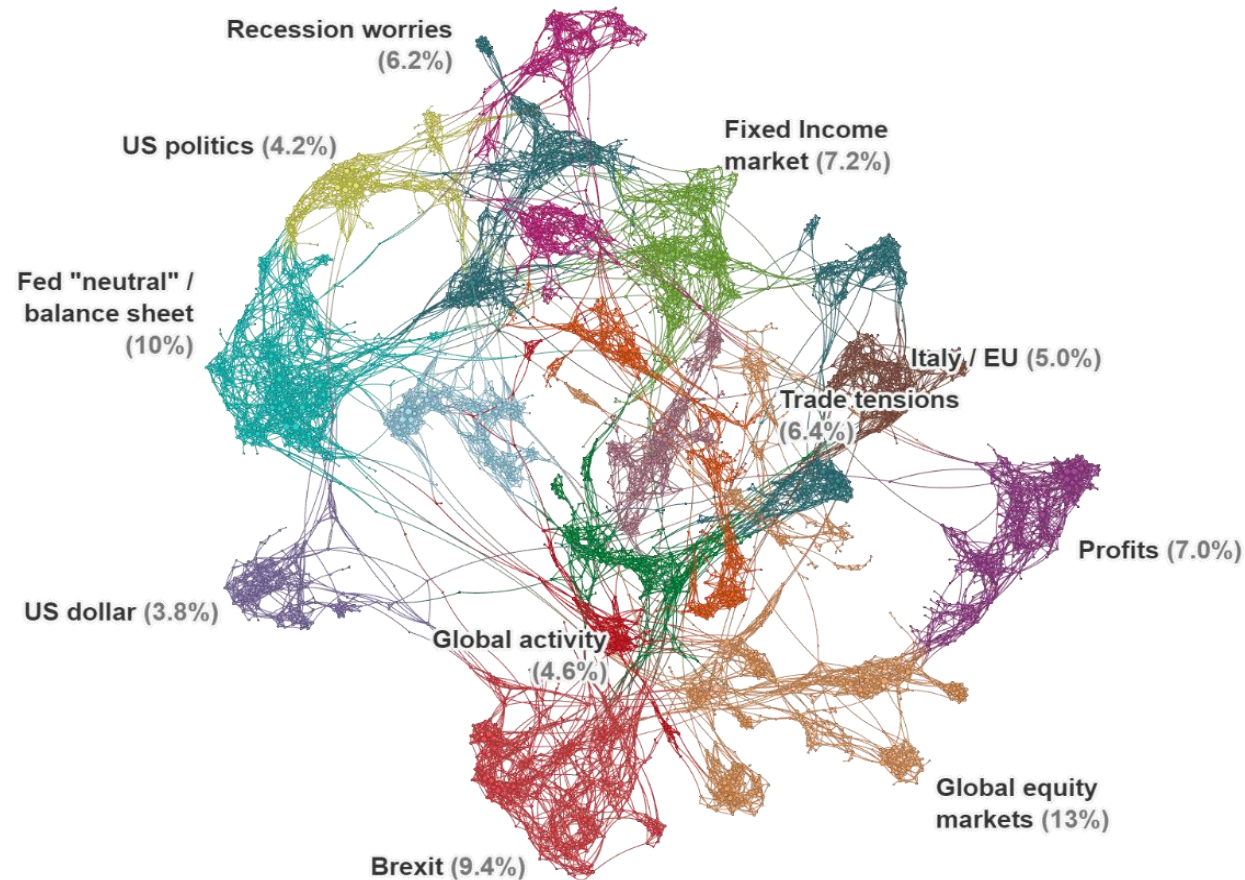 Recession worries
(6.2%)
US politics (4.2%)
Fixed Income
market (7.2%)
Fed "neutral" /
balance sheet
(10%)
Italy / EU (5.0%)
Trade tensions
(6.4%)
Profits (7.0%)
US dollar (3.8%)
Global activity
(4.6%)
Global equity
markets (13%)
Brexit (9.4%)